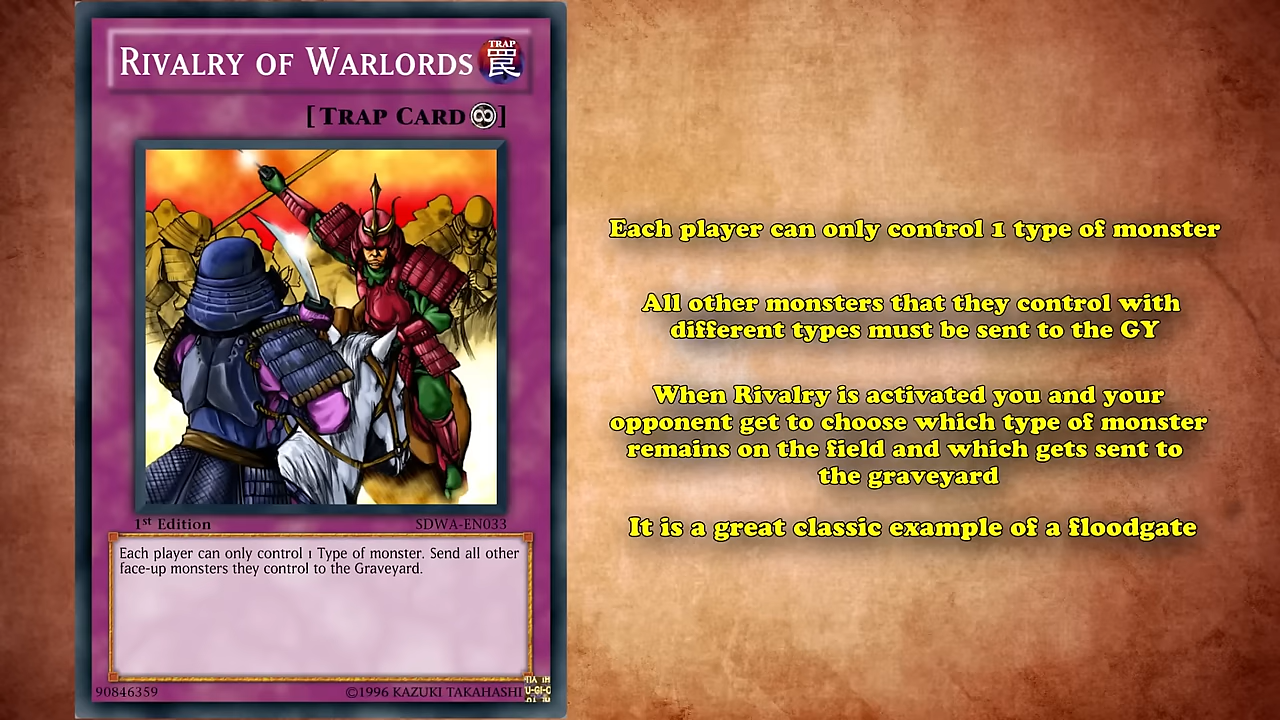 RIVALRY OF WARLORDS
TRAP
罠
[TRAP CARD ]
1st Edition
SDWA-EN033
Each player can only control 1 Type of monster. Send all other
face-up monsters they control to the Graveyard.
90846359
©1996 KAZUKI TAKAHASHI
Each player can only control 1 type of monster
All other monsters that they control with
different types must be sent to the GY
When Rivalry is activated you and your
opponent get to choose which type of monster
remains on the field and which gets sent to
the graveyard
It is a great classic example of a floodgate